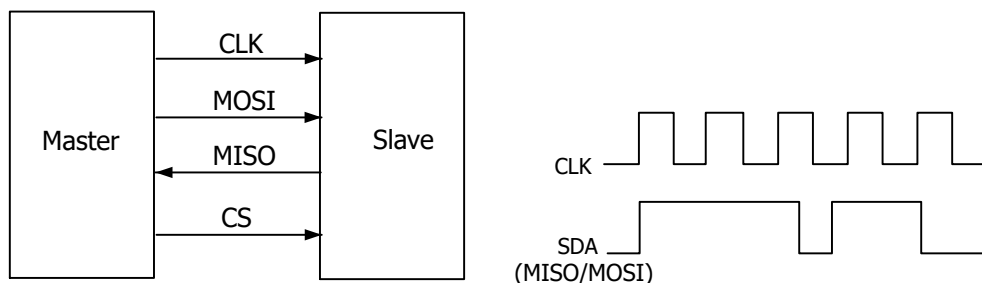 Master
CLK
MOSI
MISO
CS
Slave
CLK
SDA
(MISO/MOSI)